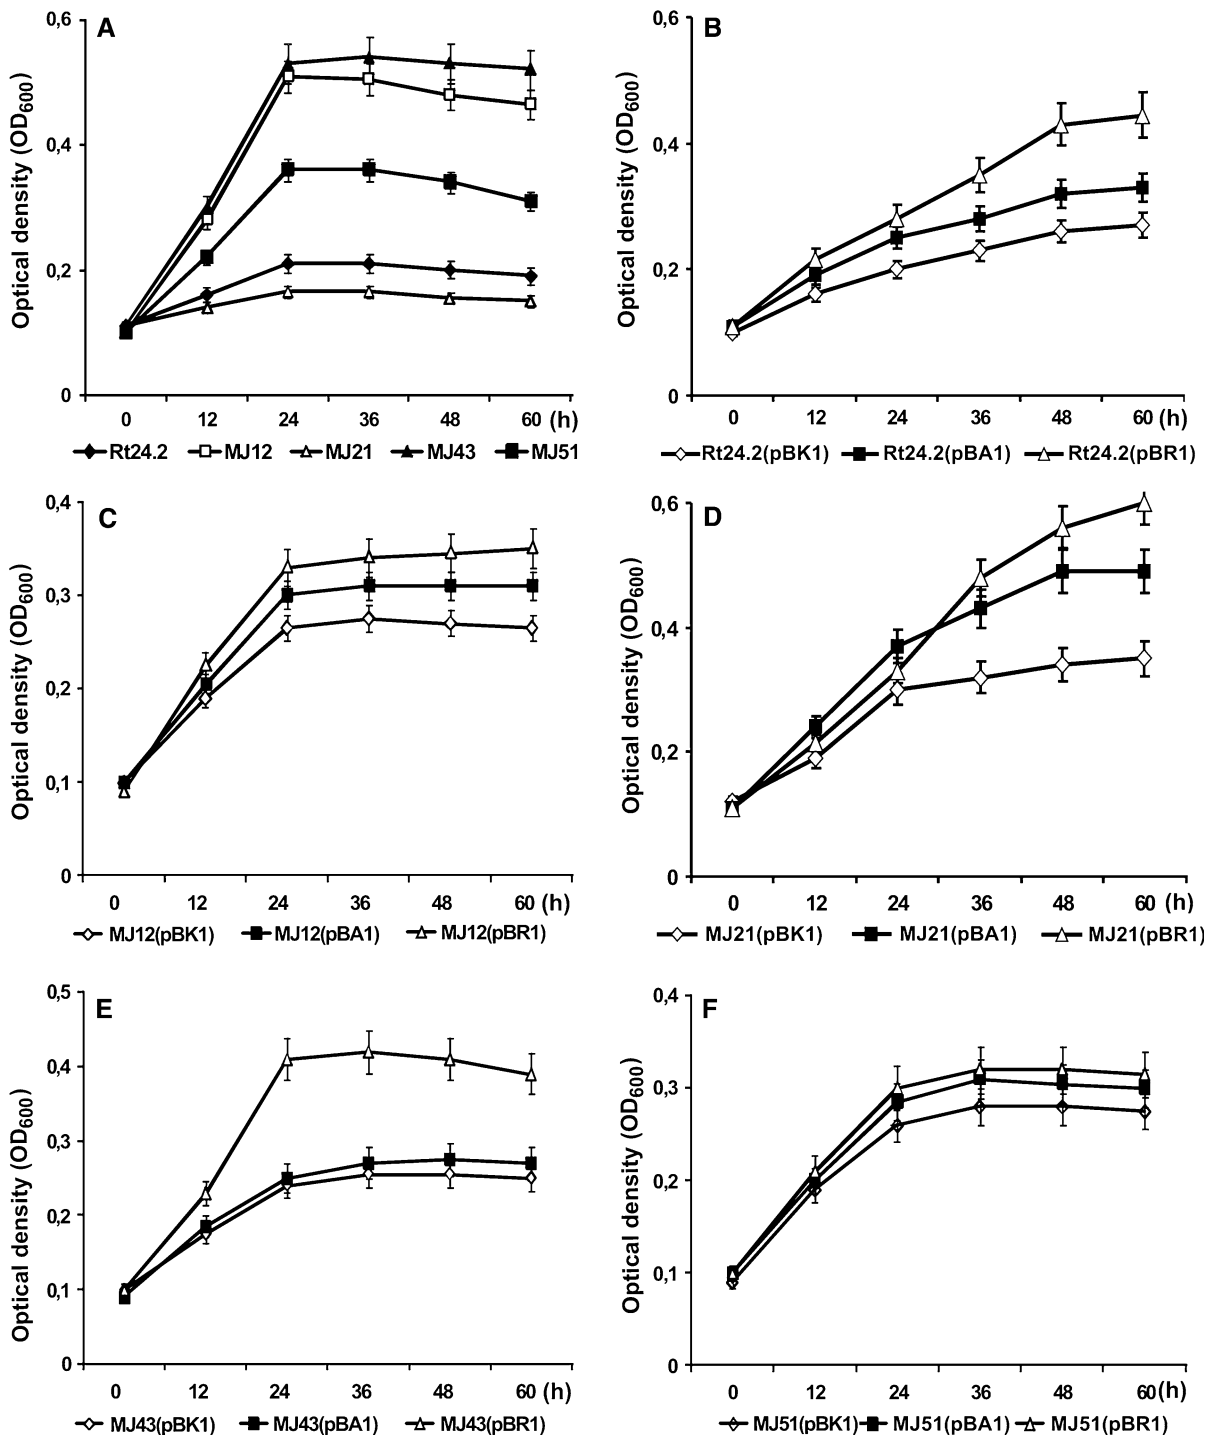 A
Optical density (OD600)
0,6
0,4
0,2
0
0 12 24 36 48 60 (h)
Rt24.2 MJ12 MJ21 MJ43 MJ51
B
Optical density (OD600)
0,6
0,4
0,2
0
0 12 24 36 48 60 (h)
Rt24.2(pBK1) Rt24.2(pBA1) Rt24.2(pBR1)
C
Optical density (OD600)
0,4
0,3
0,2
0,1
0
0 12 24 36 48 60 (h)
MJ12(pBK1) MJ12(pBA1) MJ12(pBR1)
D
Optical density (OD600)
0,6
0,4
0,2
0
0 12 24 36 48 60 (h)
MJ21(pBK1) MJ21(pBA1) MJ21(pBR1)
E
Optical density (OD600)
0,5
0,4
0,3
0,2
0,1
0
0 12 24 36 48 60 (h)
MJ43(pBK1) MJ43(pBA1) MJ43(pBR1)
F
Optical density (OD600)
0,4
0,3
0,2
0,1
0
0 12 24 36 48 60 (h)
MJ51(pBK1) MJ51(pBA1) MJ51(pBR1)